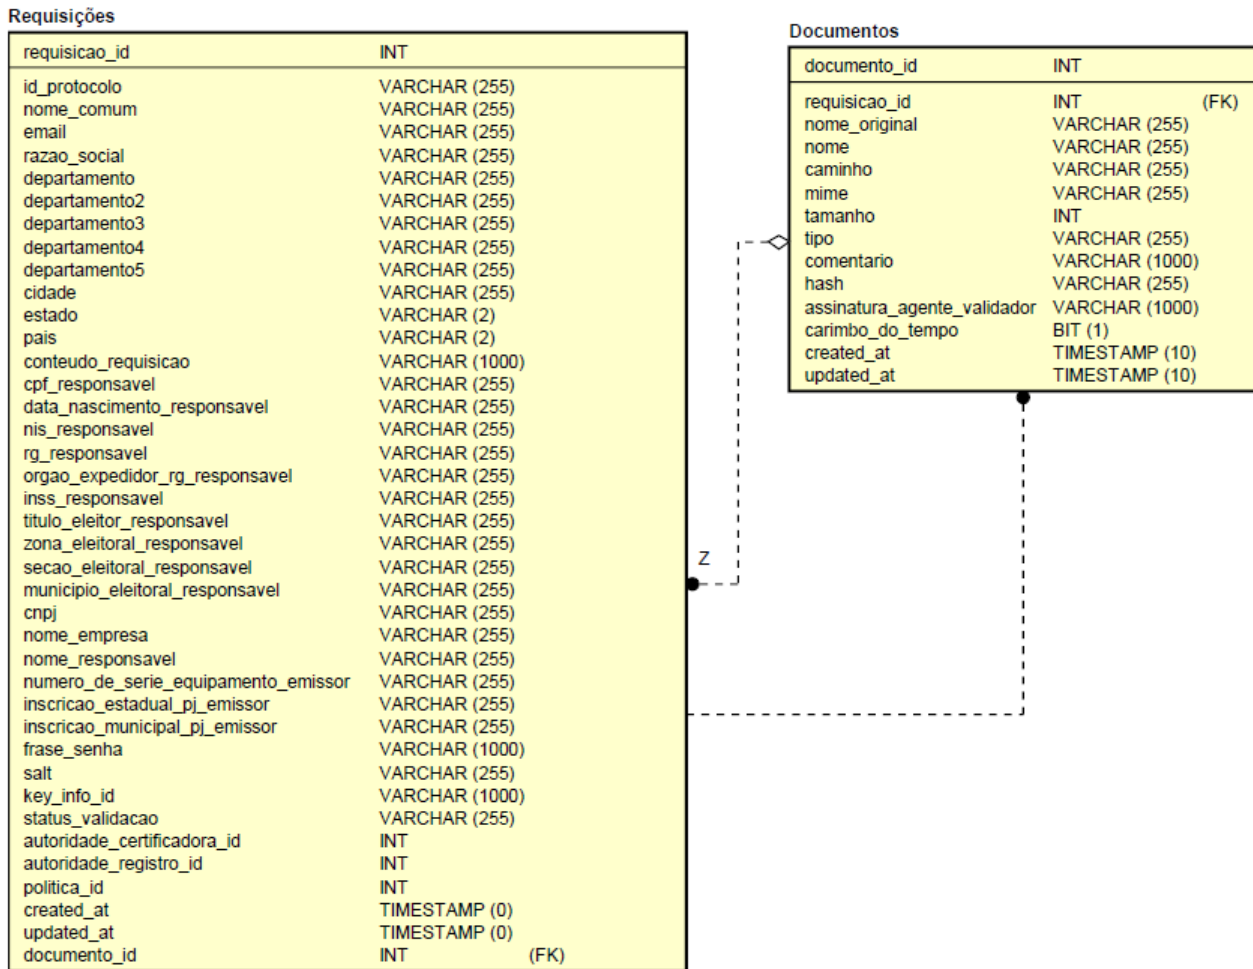 Requisições
requisicao_id INT
id_protocolo VARCHAR (255)
nome_comum VARCHAR (255)
email VARCHAR (255)
razao_social VARCHAR (255)
departamento VARCHAR (255)
departamento2 VARCHAR (255)
departamento3 VARCHAR (255)
departamento4 VARCHAR (255)
departamento5 VARCHAR (255)
cidade VARCHAR (255)
estado VARCHAR (2)
pais VARCHAR (2)
conteudo_requisicao VARCHAR (1000)
cpf_responsavel VARCHAR (255)
data_nascimento_responsavel VARCHAR (255)
nis_responsavel VARCHAR (255)
rg_responsavel VARCHAR (255)
orgao_expedidor_rg_responsavel VARCHAR (255)
inss_responsavel VARCHAR (255)
titulo_eleitor_responsavel VARCHAR (255)
zona_eleitoral_responsavel VARCHAR (255)
secao_eleitoral_responsavel VARCHAR (255)
municipio_eleitoral_responsavel VARCHAR (255)
cnpj VARCHAR (255)
nome_empresa VARCHAR (255)
nome_responsavel VARCHAR (255)
numero_de_serie_equipamento_emissor VARCHAR (255)
inscricao_estadual_pj_emissor VARCHAR (255)
inscricao_municipal_pj_emissor VARCHAR (255)
frase_senha VARCHAR (1000)
salt VARCHAR (255)
key_info_id VARCHAR (1000)
status_validacao VARCHAR (255)
autoridade_certificadora_id INT
autoridade_registro_id INT
politica_id INT
created_at TIMESTAMP (0)
updated_at TIMESTAMP (0)
documento_id INT (FK)
Z
Documentos
documento_id INT
requisicao_id INT (FK)
nome_original VARCHAR (255)
nome VARCHAR (255)
caminho VARCHAR (255)
mime VARCHAR (255)
tamanho INT
tipo VARCHAR (255)
comentario VARCHAR (1000)
hash VARCHAR (255)
assinatura_agente_validador VARCHAR (1000)
carimbo_do_tempo BIT (1)
created_at TIMESTAMP (10)
updated_at TIMESTAMP (10)